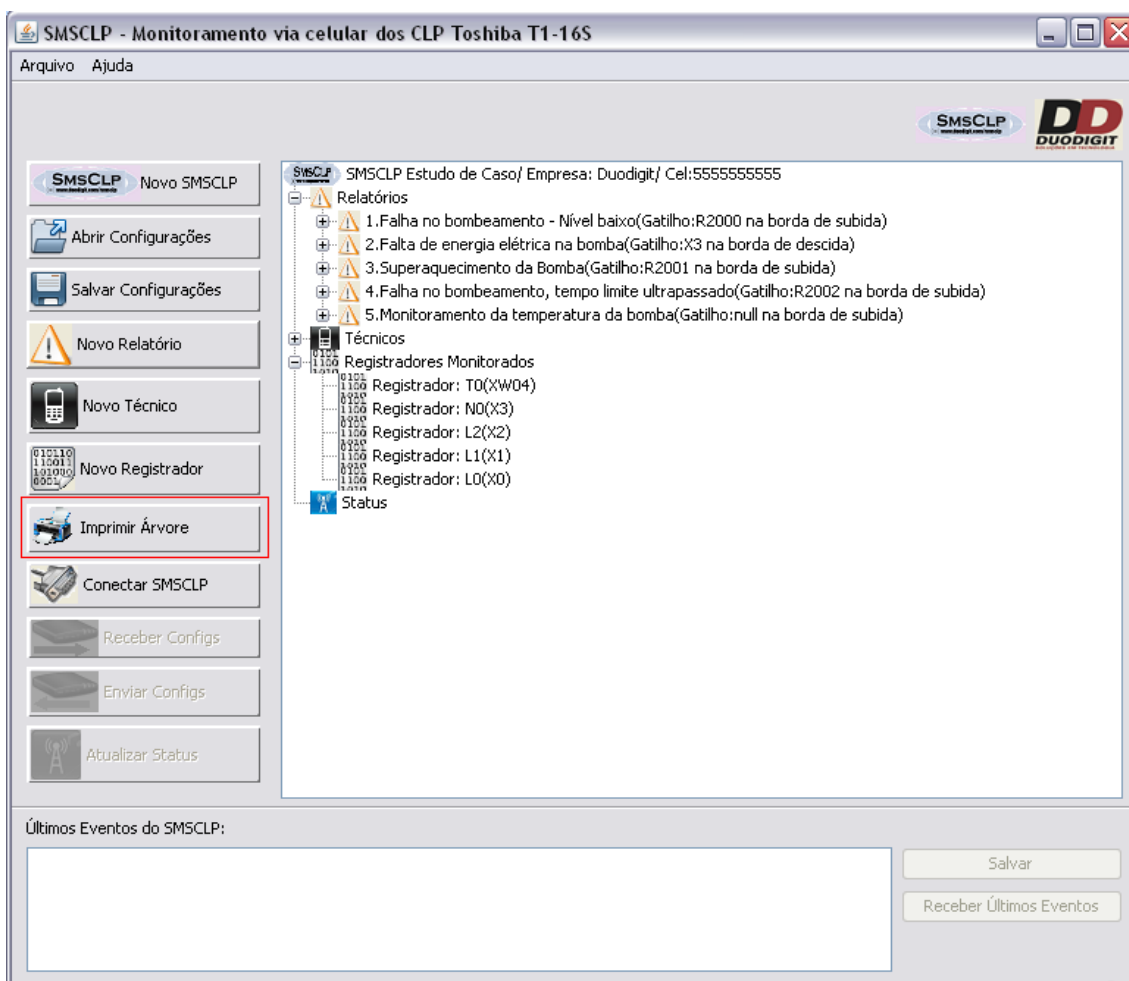 SMSCLP - Monitoramento via celular dos CLP Toshiba T1-16S
Arquivo Ajuda
SMSCLP
DD
DUODIGIT
SMSCLP Novo SMSCLP
Abrir Configurações
Salvar Configurações
Novo Relatório
Novo Técnico
Novo Registrador
Imprimir Árvore
Conectar SMSCLP
Receber Configs
Enviar Configs
Atualizar Status
SMSCLP SMSCLP Estudo de Caso/ Empresa: Duodigit/ Cel:5555555555
Relatórios
1.Falha no bombeamento - Nível baixo(Gatilho:R2000 na borda de subida)
2.Falta de energia elétrica na bomba(Gatilho:X3 na borda de descida)
3.Superaquecimento da Bomba(Gatilho:R2001 na borda de subida)
4.Falha no bombeamento, tempo limite ultrapassado(Gatilho:R2002 na borda de subida)
5.Monitoramento da temperatura da bomba(Gatilho:null na borda de subida)
Técnicos
Registradores Monitorados
Registrador: T0(XW04)
Registrador: N0(X3)
Registrador: L2(X2)
Registrador: L1(X1)
Registrador: L0(X0)
Status
Últimos Eventos do SMSCLP:
Salvar
Receber Últimos Eventos